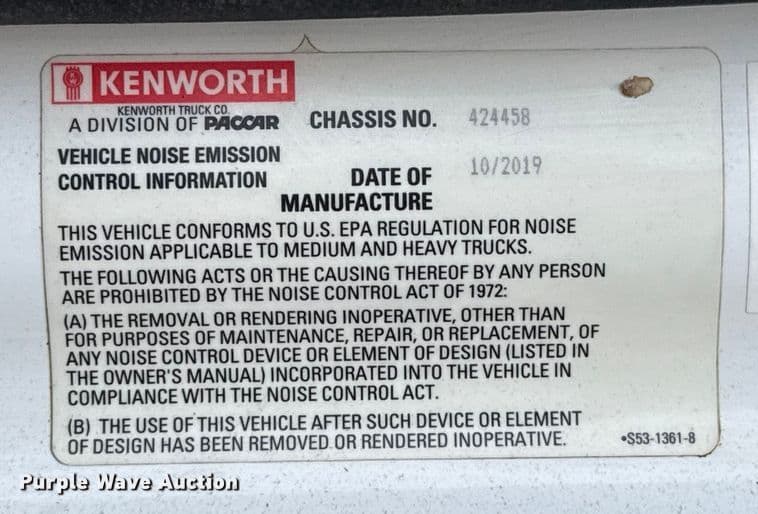 KENWORTH
KENWORTH TRUCK CO.
A DIVISION OF PACCAR
CHASSIS NO. 424458
VEHICLE NOISE EMISSION
CONTROL INFORMATION
DATE OF
MANUFACTURE
10/2019
THIS VEHICLE CONFORMS TO U.S. EPA REGULATION FOR NOISE
EMISSION APPLICABLE TO MEDIUM AND HEAVY TRUCKS.
THE FOLLOWING ACTS OR THE CAUSING THEREOF BY ANY PERSON
ARE PROHIBITED BY THE NOISE CONTROL ACT OF 1972:
(A) THE REMOVAL OR RENDERING INOPERATIVE, OTHER THAN
FOR PURPOSES OF MAINTENANCE, REPAIR, OR REPLACEMENT, OF
ANY NOISE CONTROL DEVICE OR ELEMENT OF DESIGN (LISTED IN
THE OWNER'S MANUAL) INCORPORATED INTO THE VEHICLE IN
COMPLIANCE WITH THE NOISE CONTROL ACT.
(B) THE USE OF THIS VEHICLE AFTER SUCH DEVICE OR ELEMENT
OF DESIGN HAS BEEN REMOVED OR RENDERED INOPERATIVE.
•S53-1361-8
Purple Wave Auction